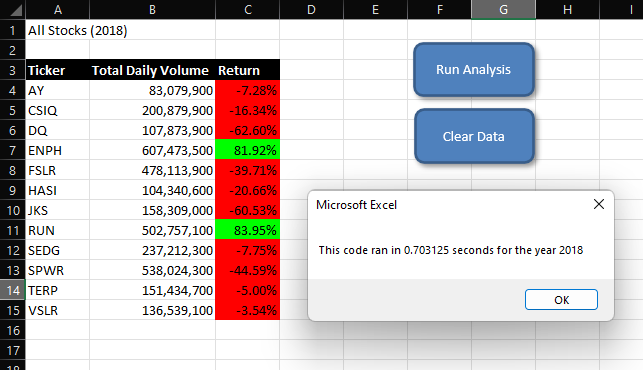 A B C D E F G H I
1 All Stocks (2018)
2
3 Ticker Total Daily Volume Return
4 AY 83,079,900 -7.28%
5 CSIQ 200,879,900 -16.34%
6 DQ 107,873,900 -62.60%
7 ENPH 607,473,500 81.92%
8 FSLR 478,113,900 -39.71%
9 HASI 104,340,600 -20.66%
10 JKS 158,309,000 -60.53%
11 RUN 502,757,100 83.95%
12 SEDG 237,212,300 -7.75%
13 SPWR 538,024,300 -44.59%
14 TERP 151,434,700 -5.00%
15 VSLR 136,539,100 -3.54%
16
17
18
Run Analysis
Clear Data
Microsoft Excel
This code ran in 0.703125 seconds for the year 2018
OK